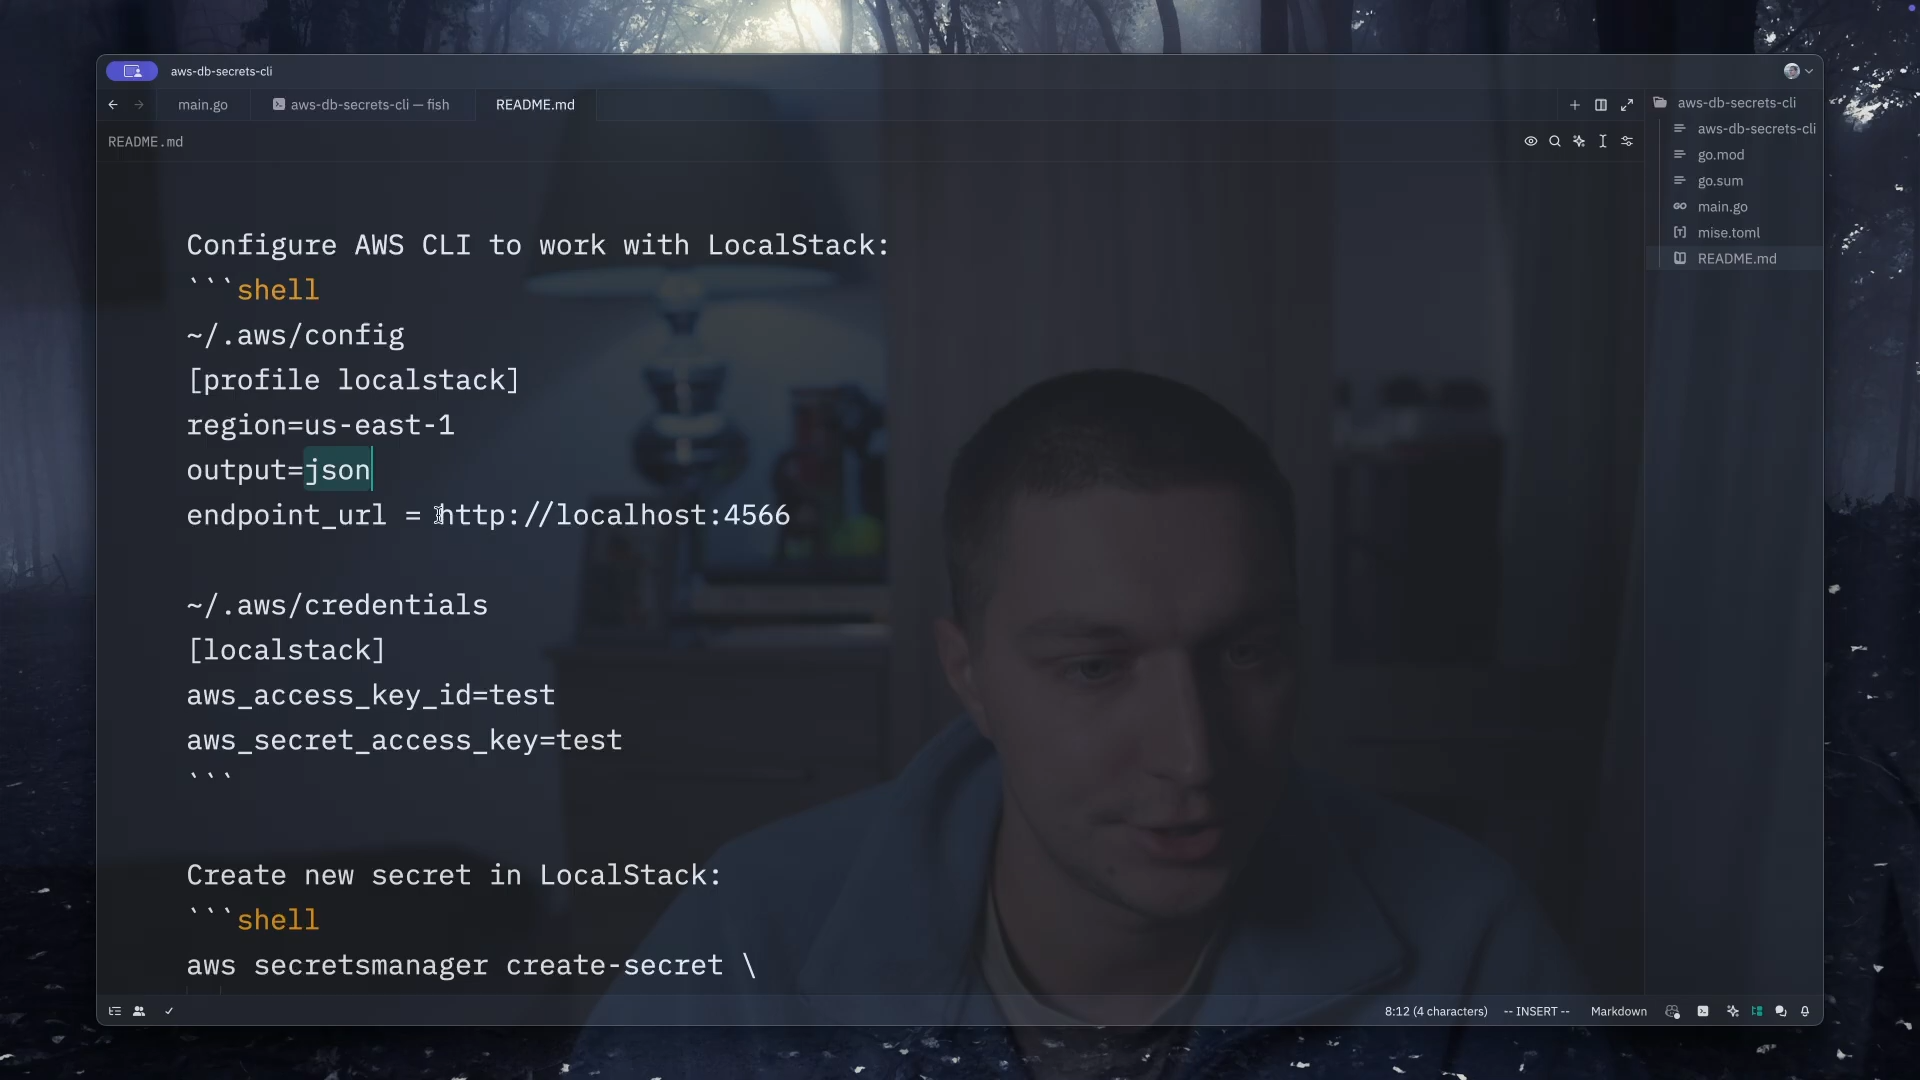 aws-db-secrets-cli
main.go
aws-db-secrets-cli — fish
README.md
README.md
Configure AWS CLI to work with LocalStack:
```shell
~/.aws/config
[profile localstack]
region=us-east-1
output=json
endpoint_url = http://localhost:4566
~/.aws/credentials
[localstack]
aws_access_key_id=test
aws_secret_access_key=test
```
Create new secret in LocalStack:
```shell
aws secretsmanager create-secret \
aws-db-secrets-cli
aws-db-secrets-cli
go.mod
go.sum
main.go
mise.toml
README.md
8:12 (4 characters)
-- INSERT --
Markdown